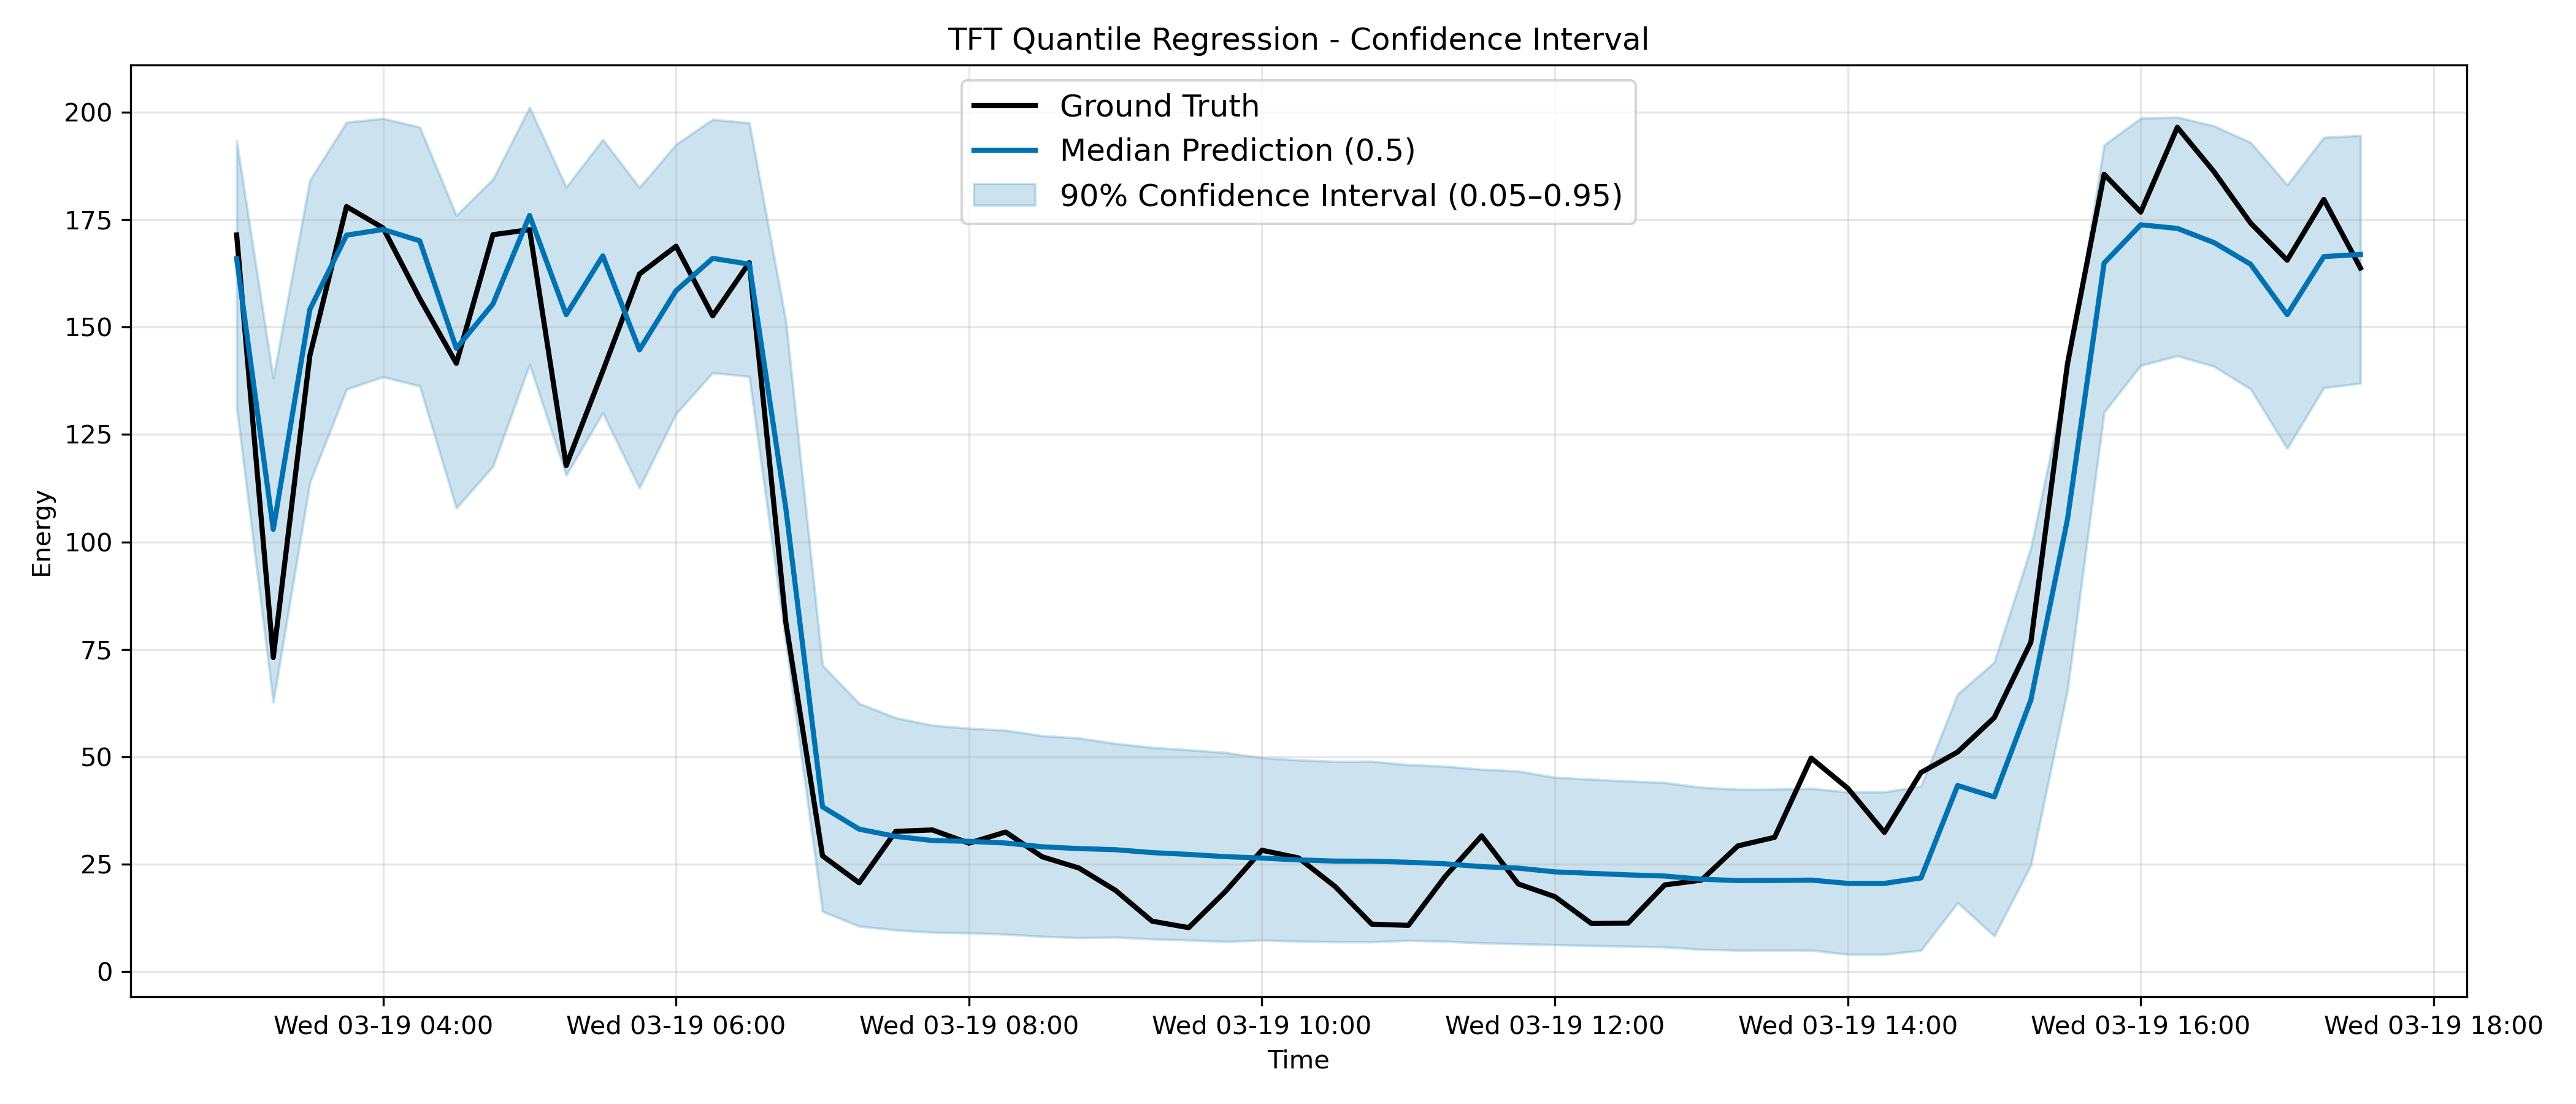 TFT Quantile Regression - Confidence Interval
Ground Truth
Median Prediction (0.5)
90% Confidence Interval (0.05–0.95)
Energy
200
175
150
125
100
75
50
25
0
Wed 03-19 04:00
Wed 03-19 06:00
Wed 03-19 08:00
Wed 03-19 10:00
Wed 03-19 12:00
Wed 03-19 14:00
Wed 03-19 16:00
Wed 03-19 18:00
Time